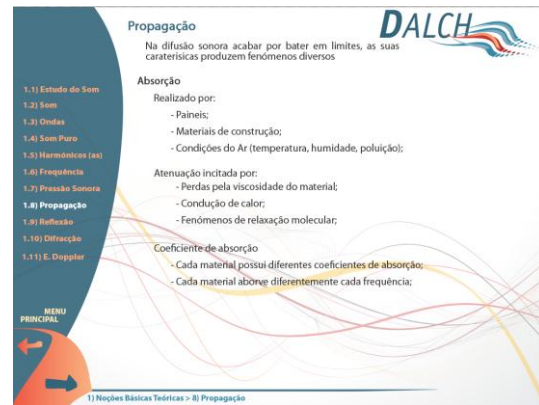 Propagação
DALCH
Na difusão sonora acabar por bater em limites, as suas
caraterisicas produzem fenómenos diversos
Absorção
Realizado por:
- Paineis;
- Materiais de construção;
- Condições do Ar (temperatura, humidade, poluição);
Atenuação incitada por:
- Perdas pela viscosidade do material;
- Condução de calor;
- Fenómenos de relaxação molecular;
Coeficiente de absorção
- Cada material possui diferentes coeficientes de absorção;
- Cada material aborve diferentemente cada frequência;
1.1) Estudo do Som
1.2) Som
1.3) Ondas
1.4) Som Puro
1.5) Harmónicos (as)
1.6) Frequência
1.7) Pressão Sonora
1.8) Propagação
1.9) Reflexão
1.10) Difracção
1.11) E. Doppler
MENU
PRINCIPAL
1) Noções Básicas Teóricas > 8) Propagação